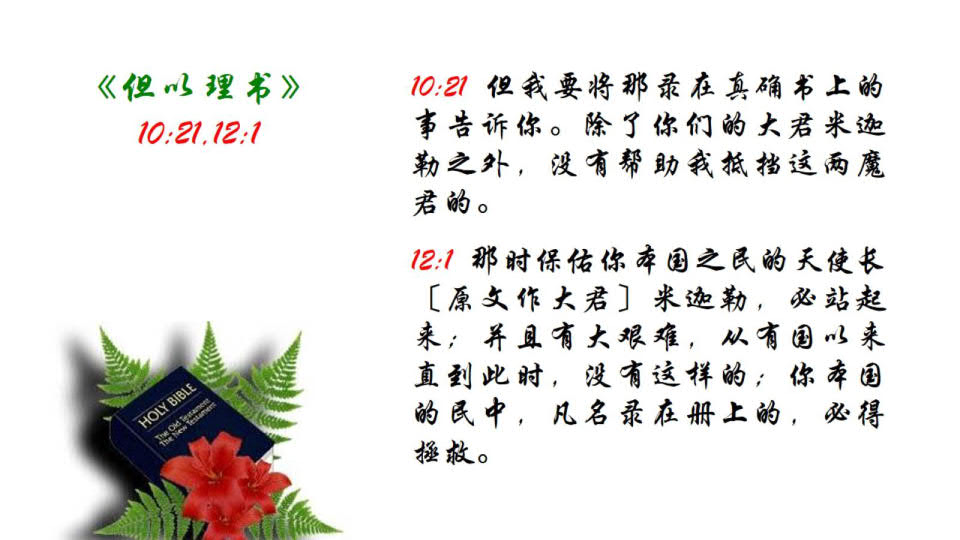 《但以理书》
10:21,12:1
10:21 但我要将那录在真确书上的
事告诉你。除了你们的大君米迦
勒之外，没有帮助我抵挡这两魔
君的。
12:1 那时保佑你本国之民的天使长
〔原文作大君〕米迦勒，必站起
来；并且有大艰难，从有国以来
直到此时，没有这样的；你本国
的民中，凡名录在册上的，必得
拯救。
HOLY BIBLE
The Old Testament
The New Testament